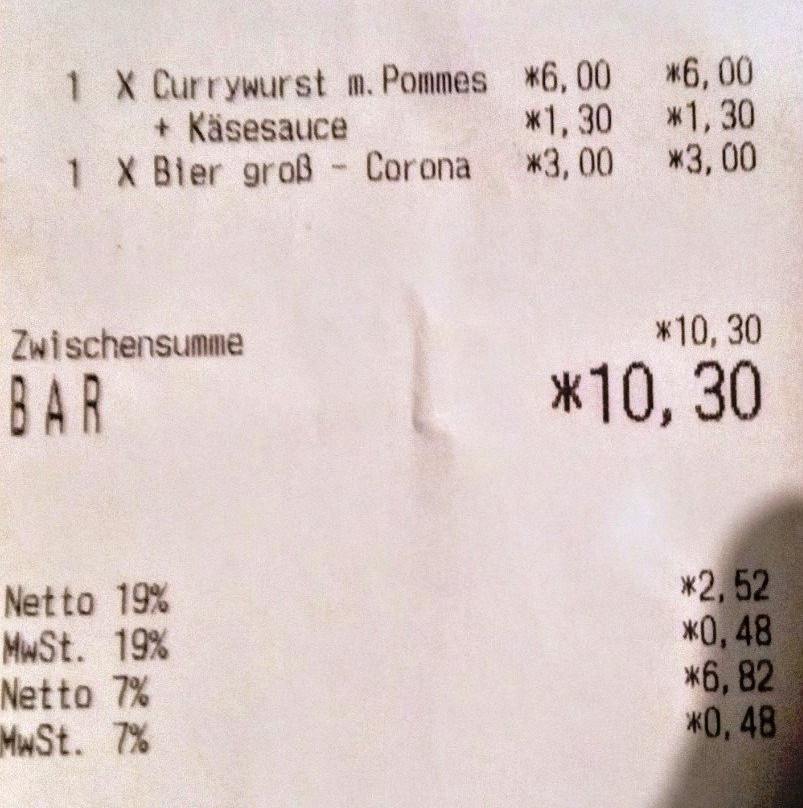 1 X Currywurst m.Pommes *6,00 *6,00
+ Käsesauce *1,30 *1,30
1 X Bier groß - Corona *3,00 *3,00
Zwischensumme *10,30
BAR *10,30
Netto 19% *2,52
MwSt. 19% *0,48
Netto 7% *6,82
MwSt. 7% *0,48